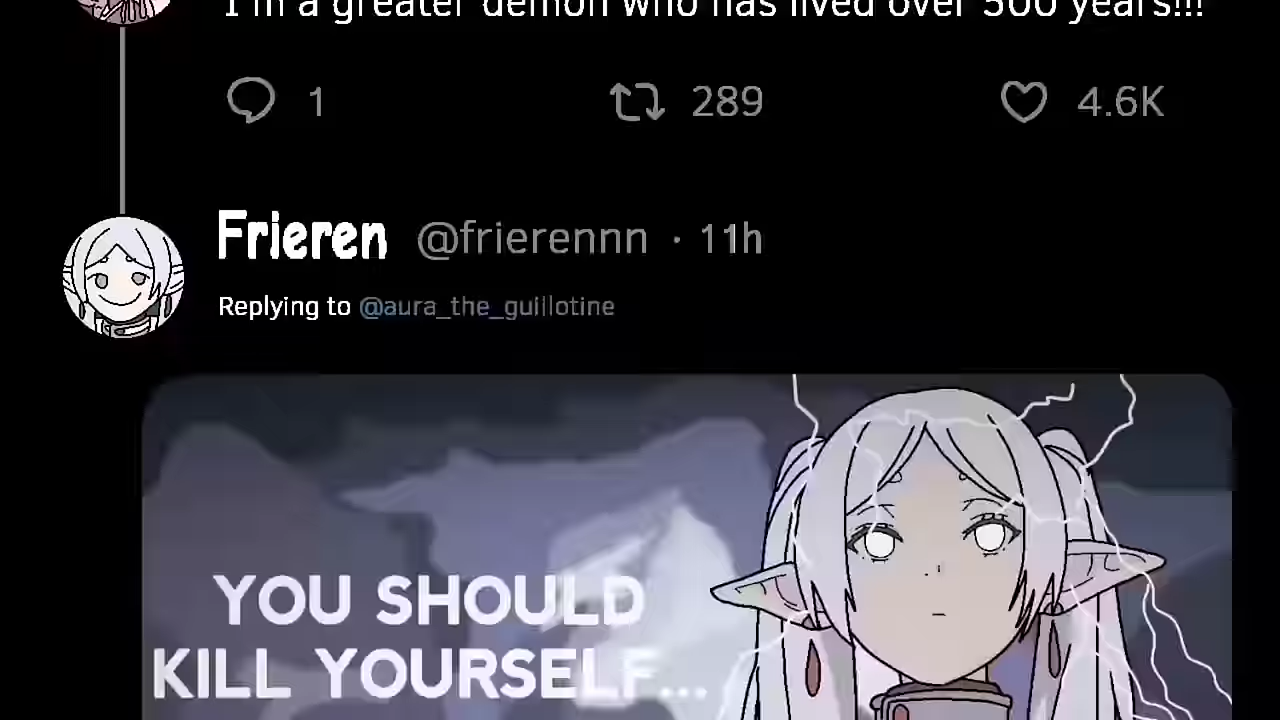 I'm a greater demon who has lived over 500 years!!!
1 289 4.6K
Frieren @frierennn · 11h
Replying to @aura_the_guillotine
YOU SHOULD
KILL YOURSELF...